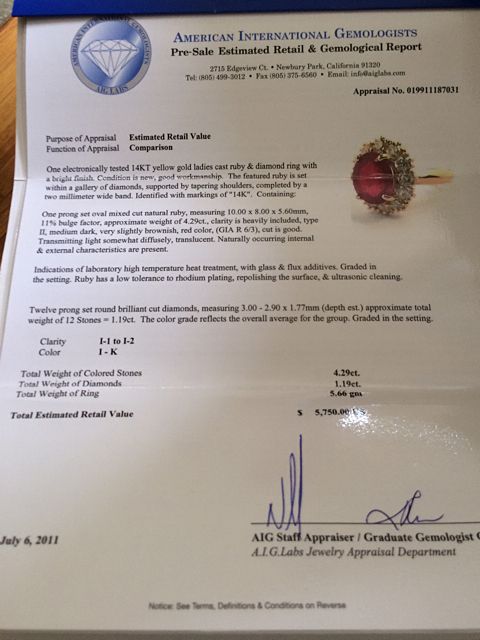 AMERICAN INTERNATIONAL GEMOLOGISTS
AIG LABS
AMERICAN INTERNATIONAL GEMOLOGISTS
Pre-Sale Estimated Retail & Gemological Report
2715 Edgeview Ct. • Newbury Park, California 91320
Tel: (805) 499-3012 • Fax (805) 375-6560 • Email: info@aiglabs.com
Appraisal No. 019911187031
Purpose of Appraisal Estimated Retail Value
Function of Appraisal Comparison
One electronically tested 14KT yellow gold ladies cast ruby & diamond ring with
a bright finish. Condition is new, good workmanship. The featured ruby is set
within a gallery of diamonds, supported by tapering shoulders, completed by a
two millimeter wide band. Identified with markings of "14K". Containing:
One prong set oval mixed cut natural ruby, measuring 10.00 x 8.00 x 5.60mm,
11% bulge factor, approximate weight of 4.29ct., clarity is heavily included, type
II, medium dark, very slightly brownish, red color, (GIA R 6/3), cut is good.
Transmitting light somewhat diffusely, translucent. Naturally occurring internal
& external characteristics are present.
Indications of laboratory high temperature heat treatment, with glass & flux additives. Graded in
the setting. Ruby has a low tolerance to rhodium plating, repolishing the surface, & ultrasonic cleaning.
Twelve prong set round brilliant cut diamonds, measuring 3.00 - 2.90 x 1.77mm (depth est.) approximate total
weight of 12 Stones = 1.19ct. The color grade reflects the overall average for the group. Graded in the setting.
Clarity I-1 to I-2
Color I - K
Total Weight of Colored Stones 4.29ct.
Total Weight of Diamonds 1.19ct.
Total Weight of Ring 5.66 gm
Total Estimated Retail Value $ 5,750.00
July 6, 2011
AIG Staff Appraiser / Graduate Gemologist
A.I.G.Labs Jewelry Appraisal Department
Notice: See Terms, Definitions & Conditions on Reverse